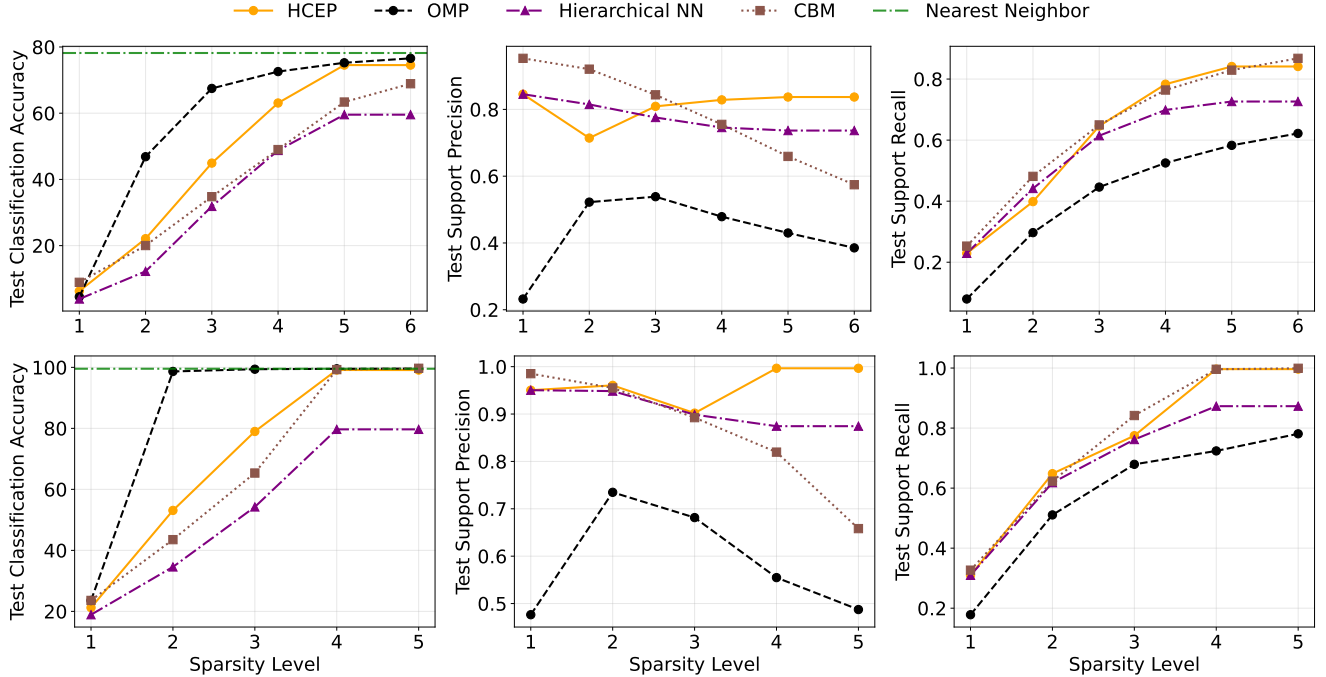 HCEP OMP Hierarchical NN CBM Nearest Neighbor
Test Classification Accuracy
80
60
40
20
1 2 3 4 5 6
Test Support Precision
0.8
0.6
0.4
0.2
1 2 3 4 5 6
Test Support Recall
0.8
0.6
0.4
0.2
1 2 3 4 5 6
Test Classification Accuracy
100
80
60
40
20
1 2 3 4 5
Sparsity Level
Test Support Precision
1.0
0.9
0.8
0.7
0.6
0.5
1 2 3 4 5
Sparsity Level
Test Support Recall
1.0
0.8
0.6
0.4
0.2
1 2 3 4 5
Sparsity Level